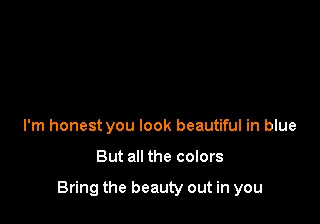 I'm honest you look beautiful in blue
But all the colors
Bring the beauty out in you